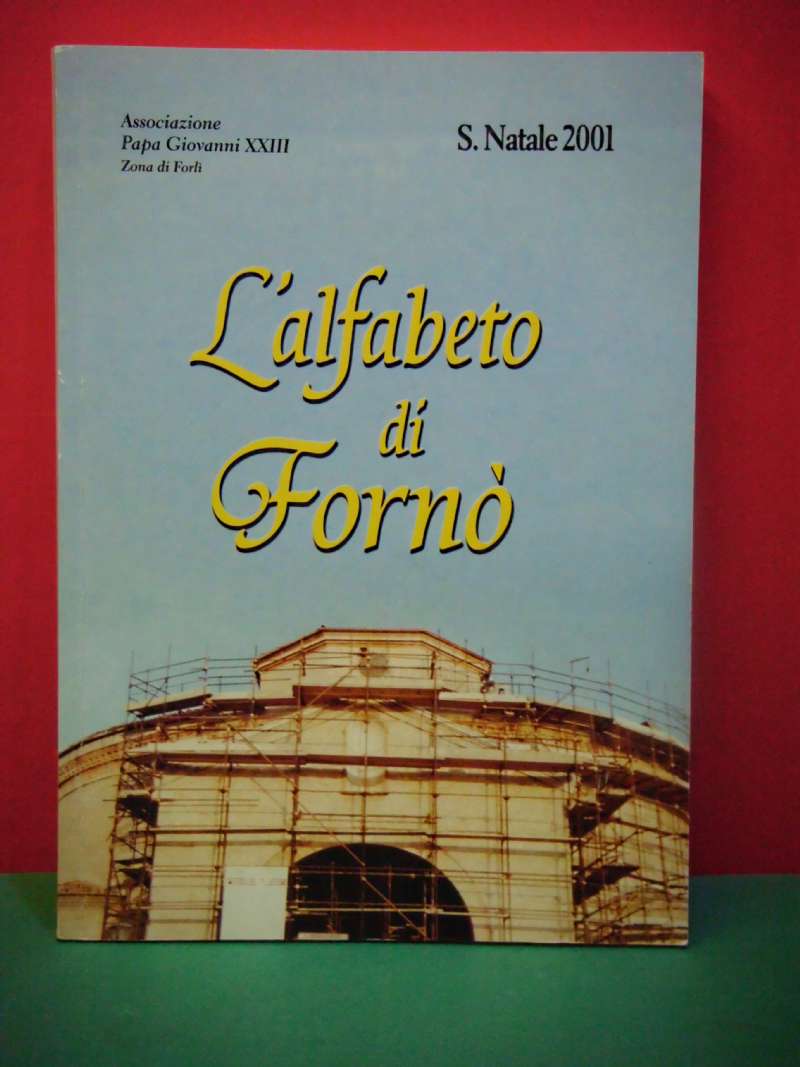 Associazione
Papa Giovanni XXIII
Zona di Forlì
S. Natale 2001
L'alfabeto
di
Fornò